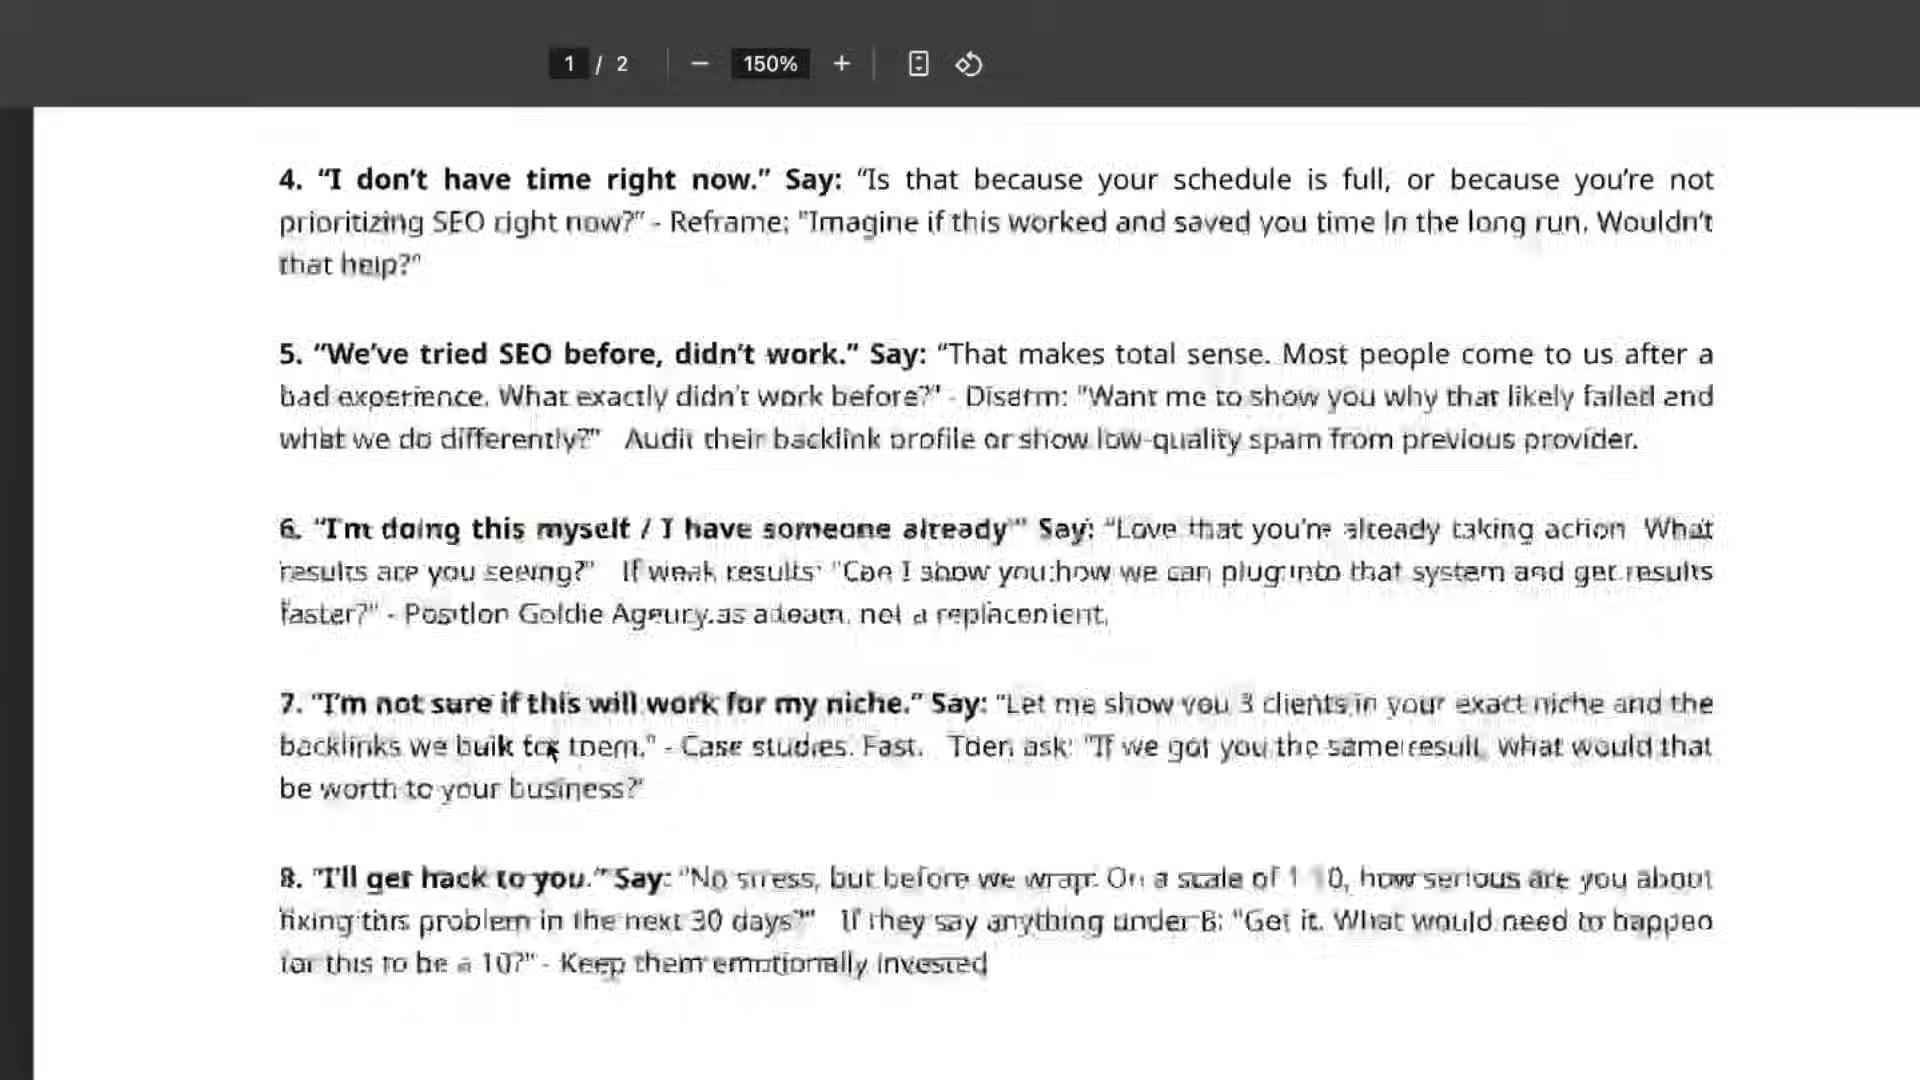 1 / 2 − 150% +
4. “I don’t have time right now.” Say: “Is that because your schedule is full, or because you’re not
prioritizing SEO right now?” - Reframe: "Imagine if this worked and saved you time in the long run. Wouldn’t
that help?”
5. “We’ve tried SEO before, didn’t work.” Say: “That makes total sense. Most people come to us after a
bad experience. What exactly didn’t work before?” - Disarm: "Want me to show you why that likely failed and
what we do differently?” Audit their backlink profile or show low-quality spam from previous provider.
6. “I’m doing this myself / I have someone already” Say: “Love that you’re already taking action What
results are you seeing?” If weak results: "Can I show you how we can plug into that system and get results
faster?" - Position Goldie Agency as a team, not a replacement.
7. "I’m not sure if this will work for my niche.” Say: “Let me show you 3 clients in your exact niche and the
backlinks we built for them." - Case studies. Fast. Then ask: "If we got you the same result, what would that
be worth to your business?"
8. "I’ll get back to you.” Say: "No stress, but before we wrap: On a scale of 1 10, how serious are you about
fixing this problem in the next 30 days?" If they say anything under 8: "Get it. What would need to happen
for this to be a 10?" - Keep them emotionally invested